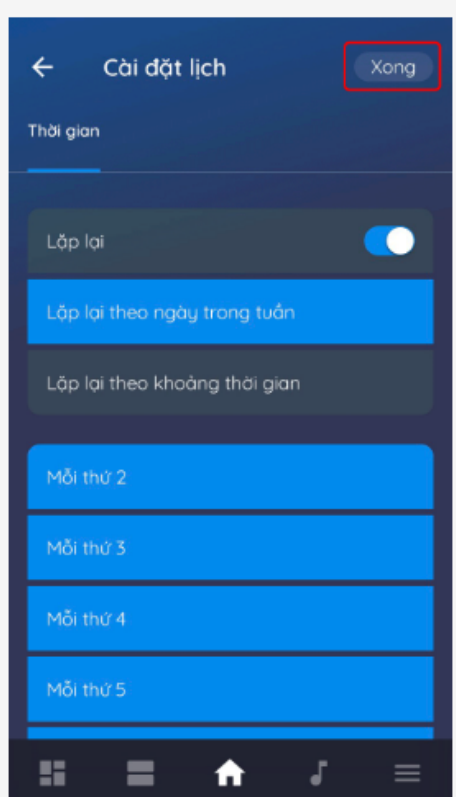 Cài đặt lịch Xong
Thời gian
Lặp lại
Lặp lại theo ngày trong tuần
Lặp lại theo khoảng thời gian
Mỗi thứ 2
Mỗi thứ 3
Mỗi thứ 4
Mỗi thứ 5